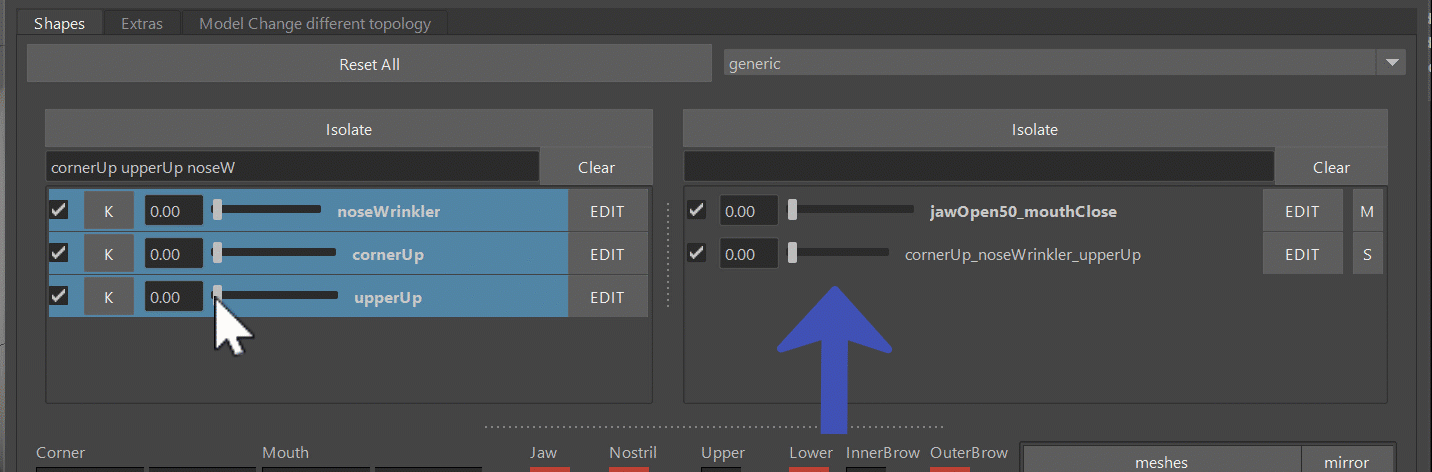 Shapes Extras Model Change different topology
Reset All generic
Isolate Isolate
cornerUp upperUp noseW Clear Clear
K 0.00 noseWrinkler EDIT 0.00 jawOpen50_mouthClose EDIT M
K 0.00 cornerUp EDIT 0.00 cornerUp_noseWrinkler_upperUp EDIT S
K 0.00 upperUp EDIT
Corner Mouth Jaw Nostril Upper Lower InnerBrow OuterBrow
meshes mirror